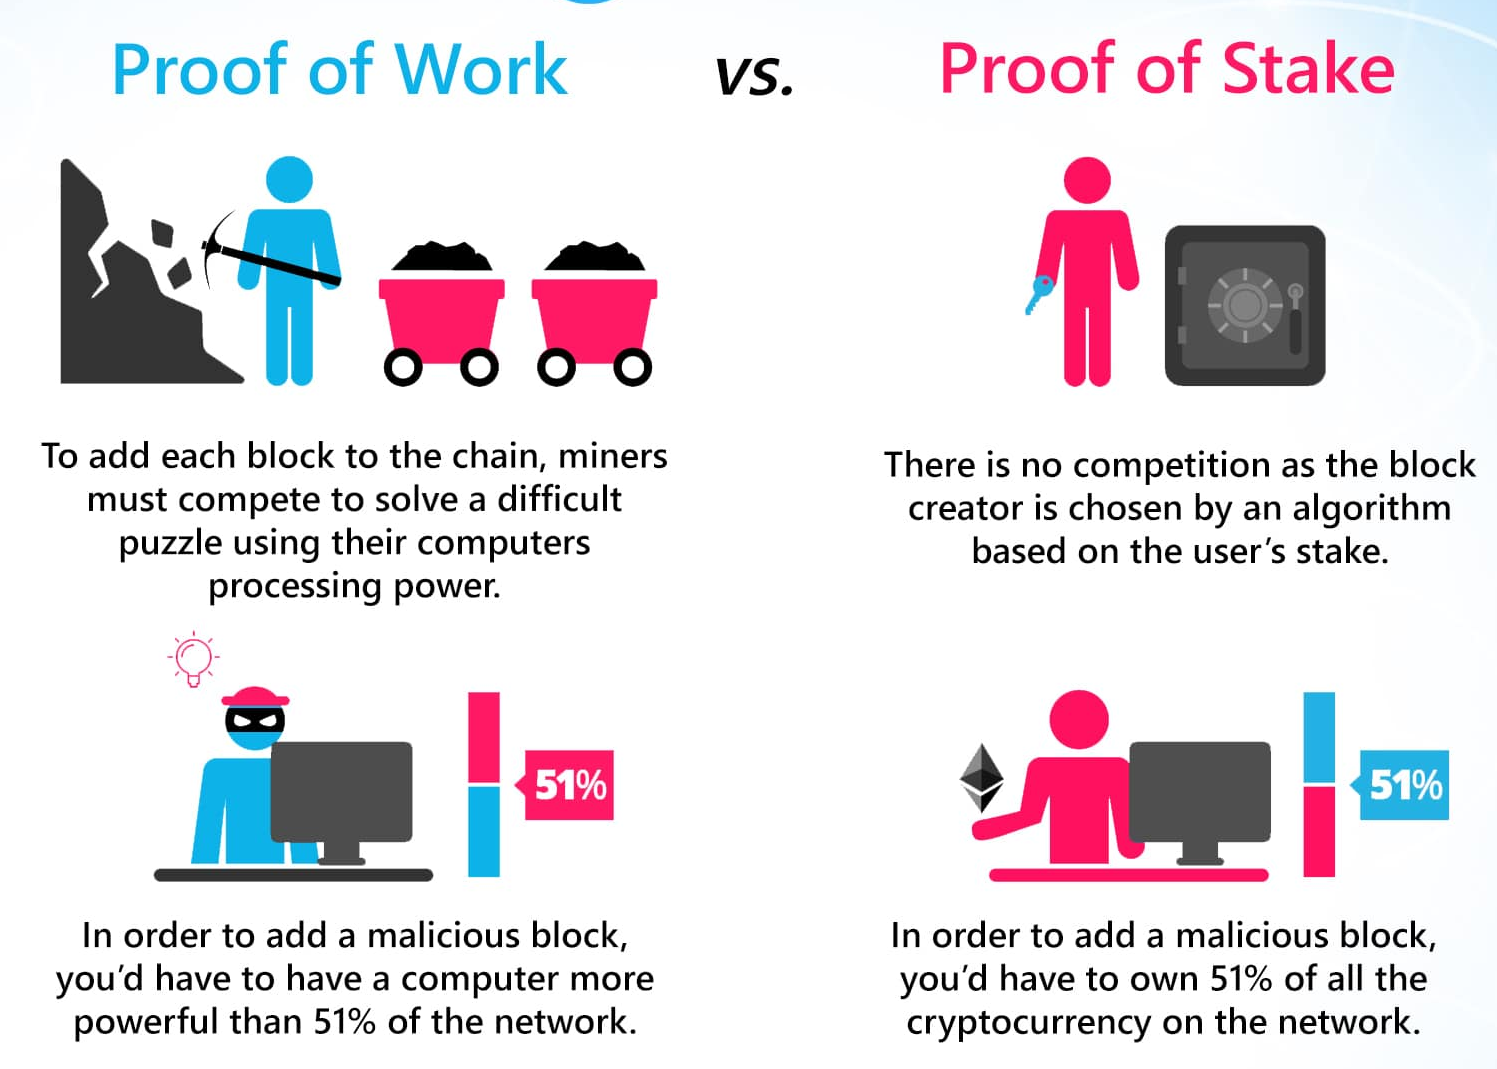 Proof of Work
vs.
Proof of Stake
To add each block to the chain, miners
must compete to solve a difficult
puzzle using their computers
processing power.
There is no competition as the block
creator is chosen by an algorithm
based on the user's stake.
51%
51%
In order to add a malicious block,
you'd have to have a computer more
powerful than 51% of the network.
In order to add a malicious block,
you'd have to own 51% of all the
cryptocurrency on the network.